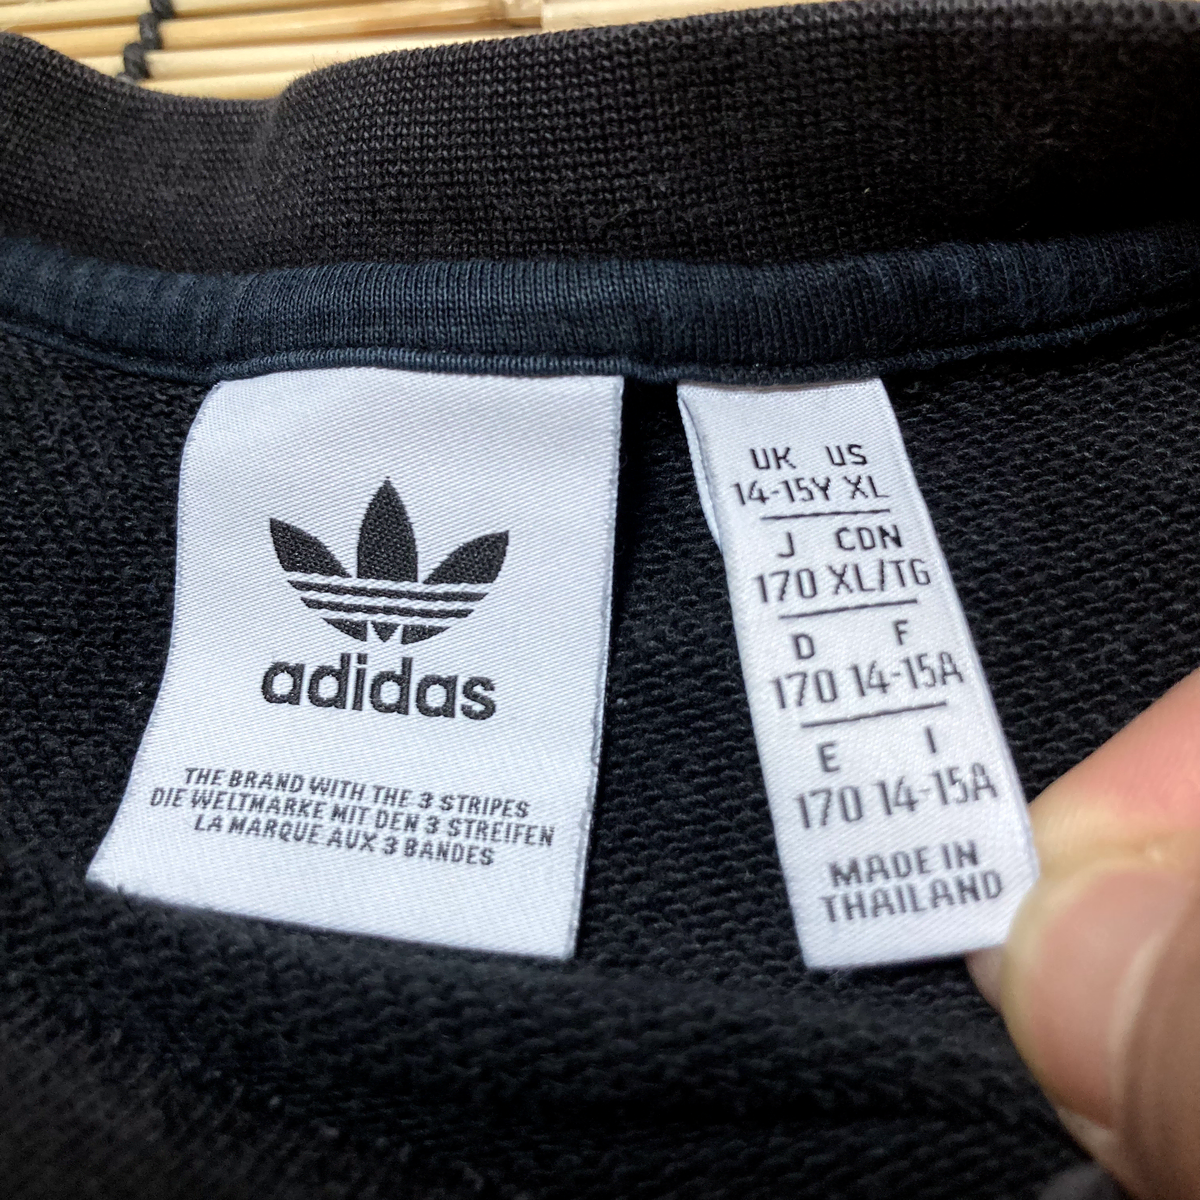 adidas
THE BRAND WITH THE 3 STRIPES
DIE WELTMARKE MIT DEN 3 STREIFEN
LA MARQUE AUX 3 BANDES
UK US
14-15Y XL
J CDN
170 XL/TG
D F
170 14-15A
E I
170 14-15A
MADE IN
THAILAND